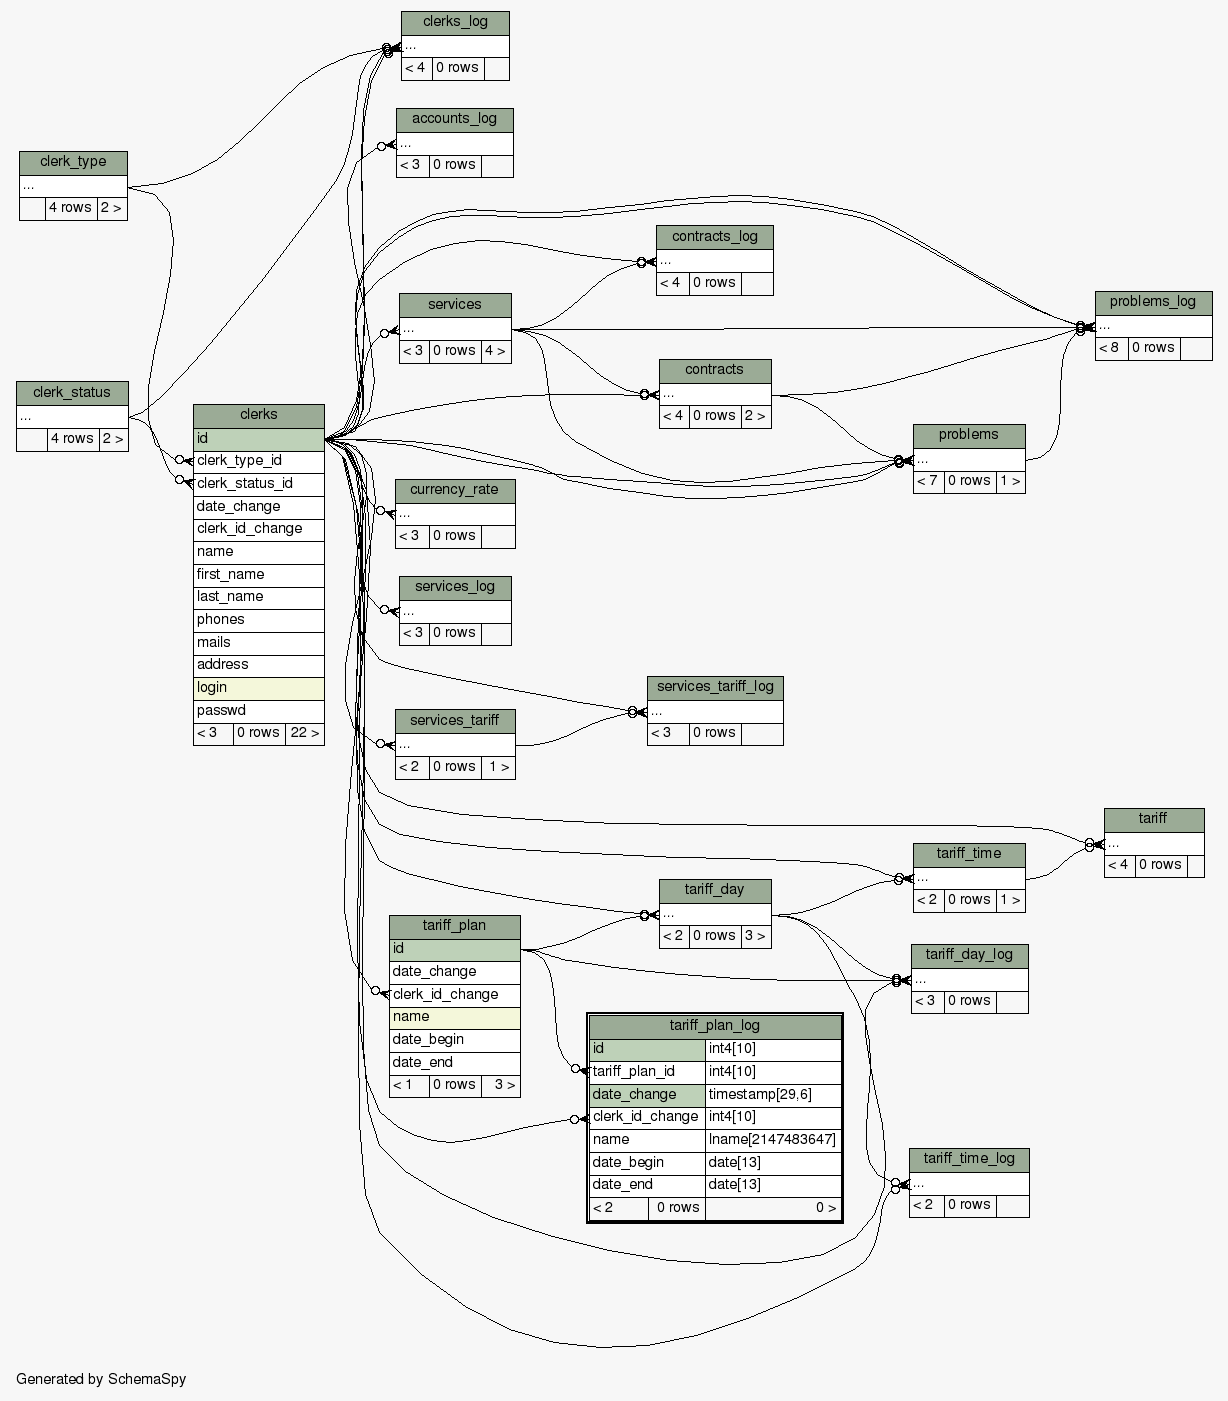 clerks_log
...
< 4 0 rows
accounts_log
...
< 3 0 rows
clerk_type
...
4 rows 2 >
contracts_log
...
< 4 0 rows
services
...
< 3 0 rows 4 >
problems_log
...
< 8 0 rows
contracts
...
< 4 0 rows 2 >
clerk_status
...
4 rows 2 >
clerks
id
clerk_type_id
clerk_status_id
date_change
clerk_id_change
name
first_name
last_name
phones
mails
address
login
passwd
< 3 0 rows 22 >
problems
...
< 7 0 rows 1 >
currency_rate
...
< 3 0 rows
services_log
...
< 3 0 rows
services_tariff_log
...
< 3 0 rows
services_tariff
...
< 2 0 rows 1 >
tariff
...
< 4 0 rows
tariff_time
...
< 2 0 rows 1 >
tariff_day
...
< 2 0 rows 3 >
tariff_plan
id
date_change
clerk_id_change
name
date_begin
date_end
< 1 0 rows 3 >
tariff_day_log
...
< 3 0 rows
tariff_plan_log
id int4[10]
tariff_plan_id int4[10]
date_change timestamp[29,6]
clerk_id_change int4[10]
name lname[2147483647]
date_begin date[13]
date_end date[13]
< 2 0 rows 0 >
tariff_time_log
...
< 2 0 rows
Generated by SchemaSpy